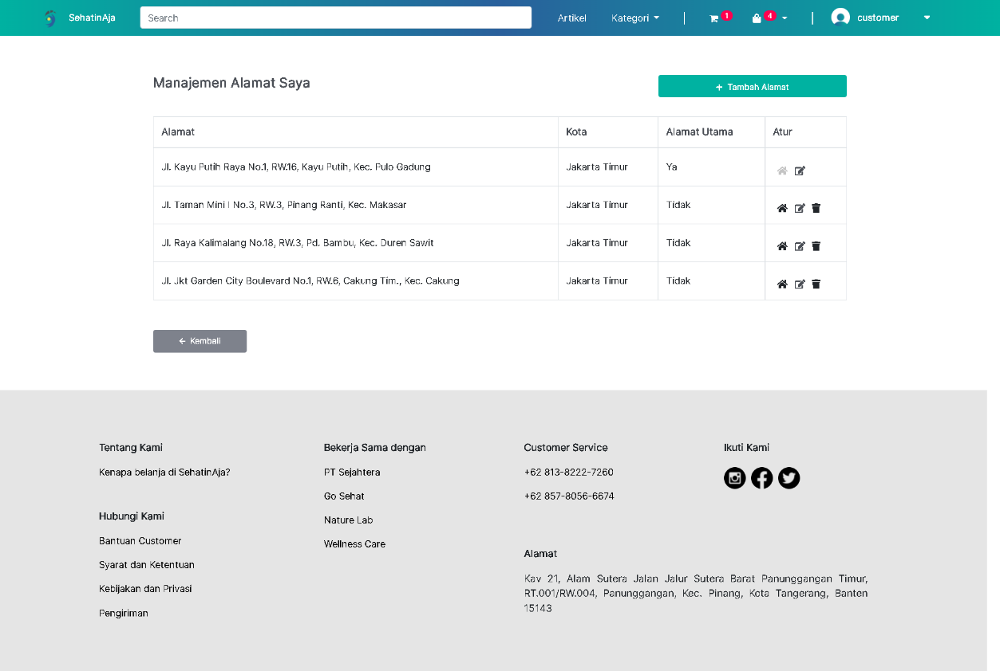 SehatinAja
Search
Artikel
Kategori
1
4
customer
Manajemen Alamat Saya
+ Tambah Alamat
Alamat Kota Alamat Utama Atur
Jl. Kayu Putih Raya No.1, RW.16, Kayu Putih, Kec. Pulo Gadung Jakarta Timur Ya
Jl. Taman Mini I No.3, RW.3, Pinang Ranti, Kec. Makasar Jakarta Timur Tidak
Jl. Raya Kalimalang No.18, RW.3, Pd. Bambu, Kec. Duren Sawit Jakarta Timur Tidak
Jl. Jkt Garden City Boulevard No.1, RW.6, Cakung Tim., Kec. Cakung Jakarta Timur Tidak
← Kembali
Tentang Kami
Kenapa belanja di SehatinAja?
Hubungi Kami
Bantuan Customer
Syarat dan Ketentuan
Kebijakan dan Privasi
Pengiriman
Bekerja Sama dengan
PT Sejahtera
Go Sehat
Nature Lab
Wellness Care
Customer Service
+62 813-8222-7260
+62 857-8056-6674
Ikuti Kami
Alamat
Kav 21, Alam Sutera Jalan Jalur Sutera Barat Panunggangan Timur,
RT.001/RW.004, Panunggangan, Kec. Pinang, Kota Tangerang, Banten
15143